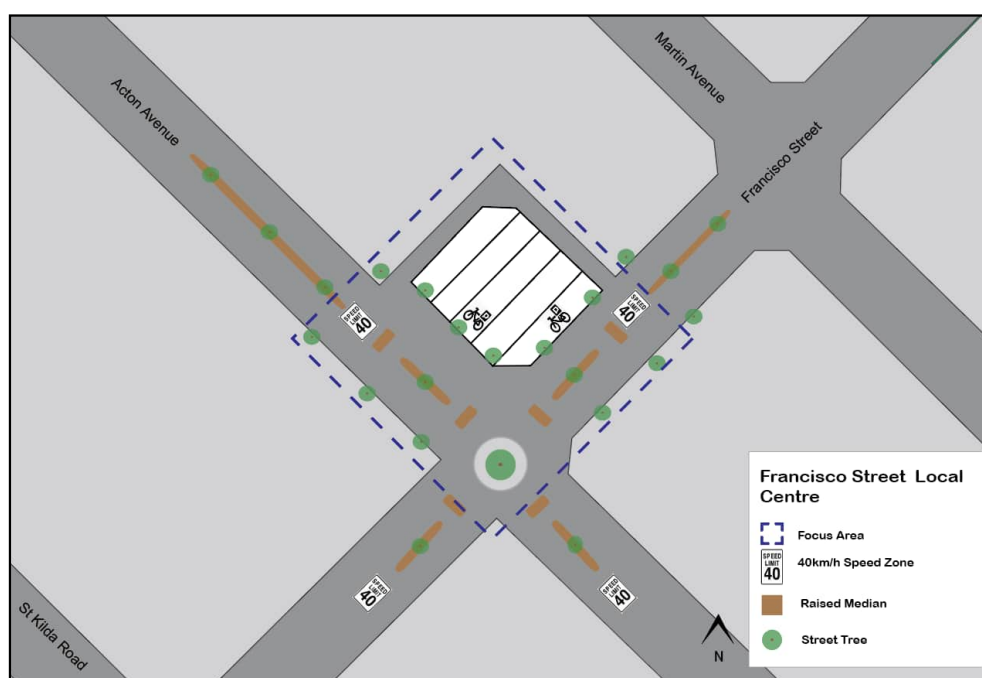 Acton Avenue
Martin Avenue
Francisco Street
SPEED
LIMIT
40
SPEED
LIMIT
40
SPEED
LIMIT
40
SPEED
LIMIT
40
St Kilda Road
N
Francisco Street Local
Centre
Focus Area
SPEED
LIMIT
40
40km/h Speed Zone
Raised Median
Street Tree